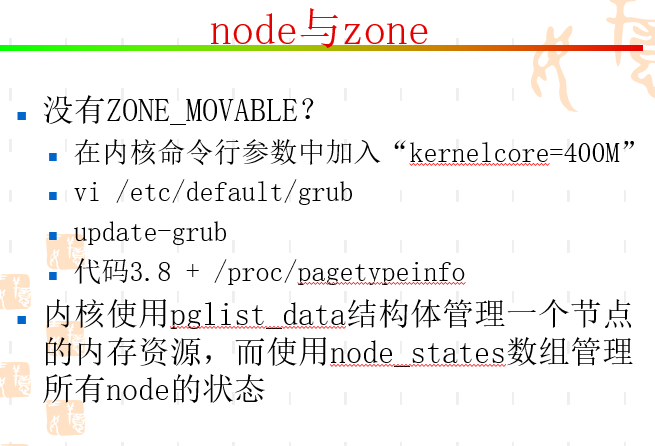 node与zone
没有ZONE_MOVABLE？
在内核命令行参数中加入“kernelcore=400M”
vi /etc/default/grub
update-grub
代码3.8 + /proc/pagetypeinfo
内核使用pglist_data结构体管理一个节点
的内存资源，而使用node_states数组管理
所有node的状态